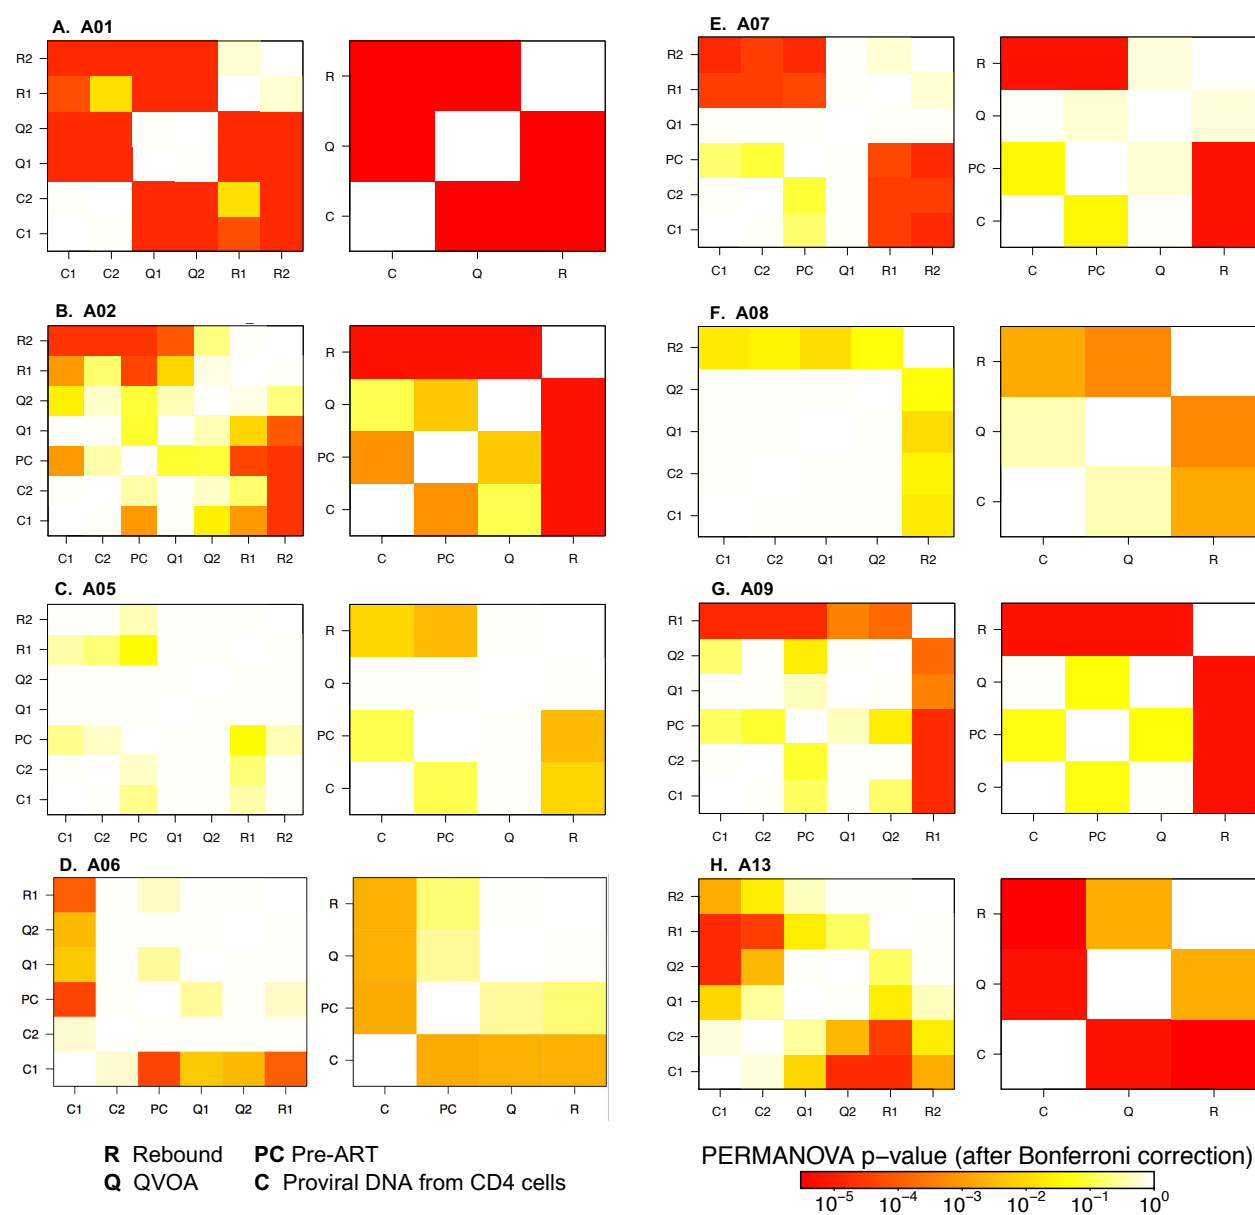 A. A01
R2
R1
Q2
Q1
C2
C1
C1 C2 Q1 Q2 R1 R2
R
Q
C
C Q R
B. A02
R2
R1
Q2
Q1
PC
C2
C1
C1 C2 PC Q1 Q2 R1 R2
R
Q
PC
C
C PC Q R
C. A05
R2
R1
Q2
Q1
PC
C2
C1
C1 C2 PC Q1 Q2 R1 R2
R
Q
PC
C
C PC Q R
D. A06
R1
Q2
Q1
PC
C2
C1
C1 C2 PC Q1 Q2 R1
R
Q
PC
C
C PC Q R
E. A07
R2
R1
Q1
PC
C2
C1
C1 C2 PC Q1 R1 R2
R
Q
PC
C
C PC Q R
F. A08
R2
Q2
Q1
C2
C1
C1 C2 Q1 Q2 R2
R
Q
C
C Q R
G. A09
R1
Q2
Q1
PC
C2
C1
C1 C2 PC Q1 Q2 R1
R
Q
PC
C
C PC Q R
H. A13
R2
R1
Q2
Q1
C2
C1
C1 C2 Q1 Q2 R1 R2
R
Q
C
C Q R
R Rebound PC Pre-ART
Q QVOA C Proviral DNA from CD4 cells
PERMANOVA p−value (after Bonferroni correction)
10⁻⁵ 10⁻⁴ 10⁻³ 10⁻² 10⁻¹ 10⁰